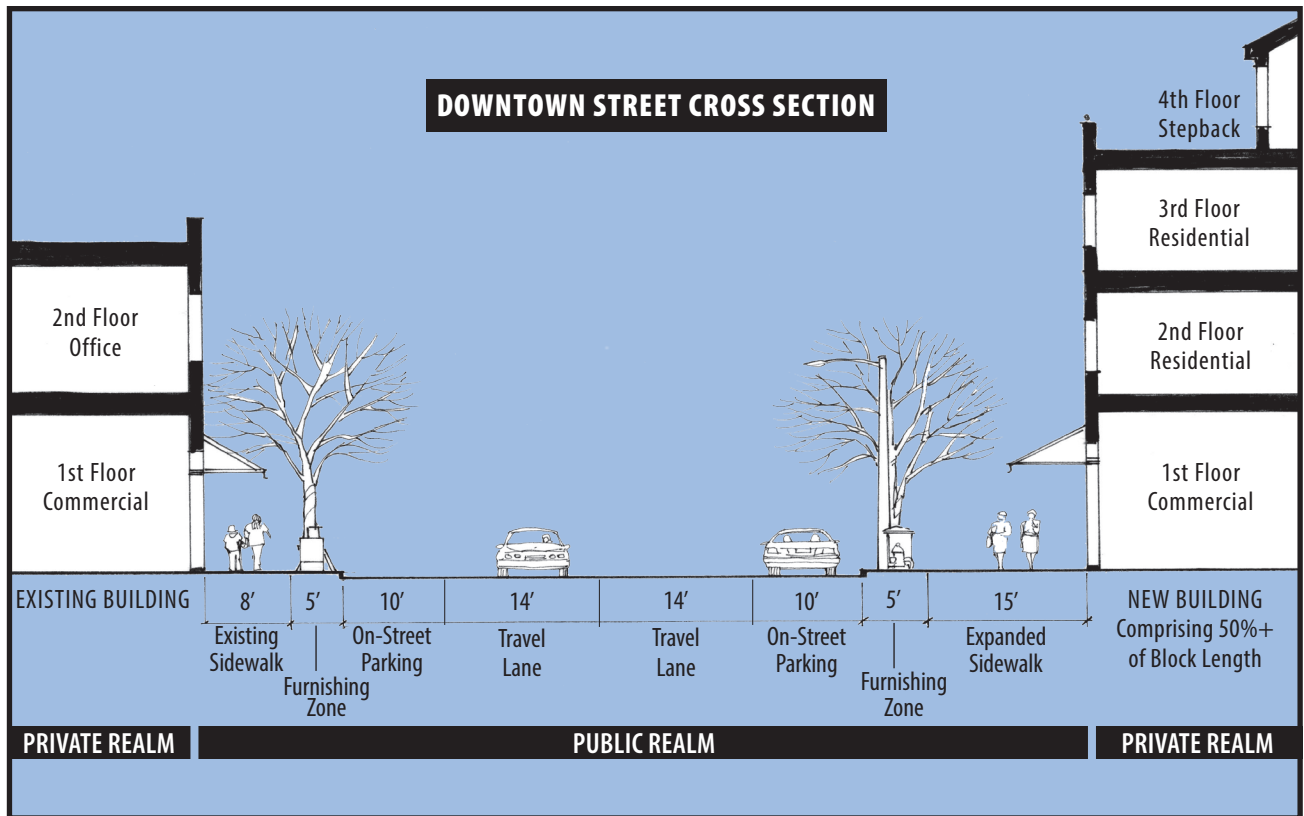 DOWNTOWN STREET CROSS SECTION
4th Floor
Stepback
3rd Floor
Residential
2nd Floor
Office
2nd Floor
Residential
1st Floor
Commercial
1st Floor
Commercial
EXISTING BUILDING
8’
5’
10’
14’
14’
10’
5’
15’
Existing
Sidewalk
Furnishing
Zone
On-Street
Parking
Travel
Lane
Travel
Lane
On-Street
Parking
Furnishing
Zone
Expanded
Sidewalk
NEW BUILDING
Comprising 50%+
of Block Length
PRIVATE REALM
PUBLIC REALM
PRIVATE REALM